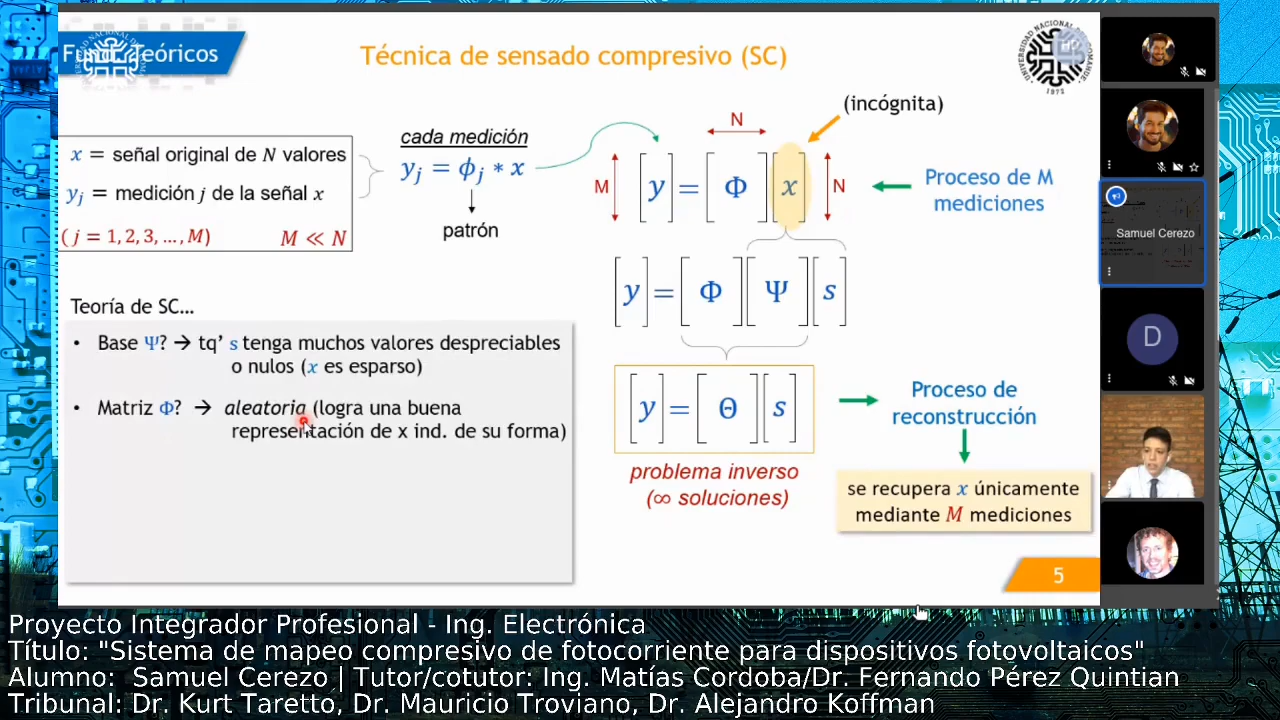 Fund. Teóricos
Técnica de sensado compresivo (SC)
x = señal original de N valores
y_j = medición j de la señal x
( j = 1, 2, 3, …, M) M ≪ N
cada medición
y_j = ϕ_j * x
patrón
(incógnita)
N
M [y] = [Φ] [x] N
Proceso de M
mediciones
[y] = [Φ] [Ψ] [s]
Teoría de SC…
• Base Ψ? → tq' s tenga muchos valores despreciables
o nulos (x es esparso)
• Matriz Φ? → aleatoria (logra una buena
representación de x ind. de su forma)
[y] = [Θ] [s]
problema inverso
(∞ soluciones)
Proceso de
reconstrucción
se recupera x únicamente
mediante M mediciones
5
Samuel Cerezo
D
Proyecto Integrador Profesional - Ing. Electrónica
Título: "Sistema de mapeo compresivo de fotocorriente para dispositivos fotovoltaicos"
Alumno: Samuel Cerezo | Tutor/cotutor: Ing. Matías Cordoba/Dr. Fernando Pérez Quintian
Tribunal: Dr. Kurt Taretto, Dr. Mauricio Troviano, Dr. Alejandro Koffman